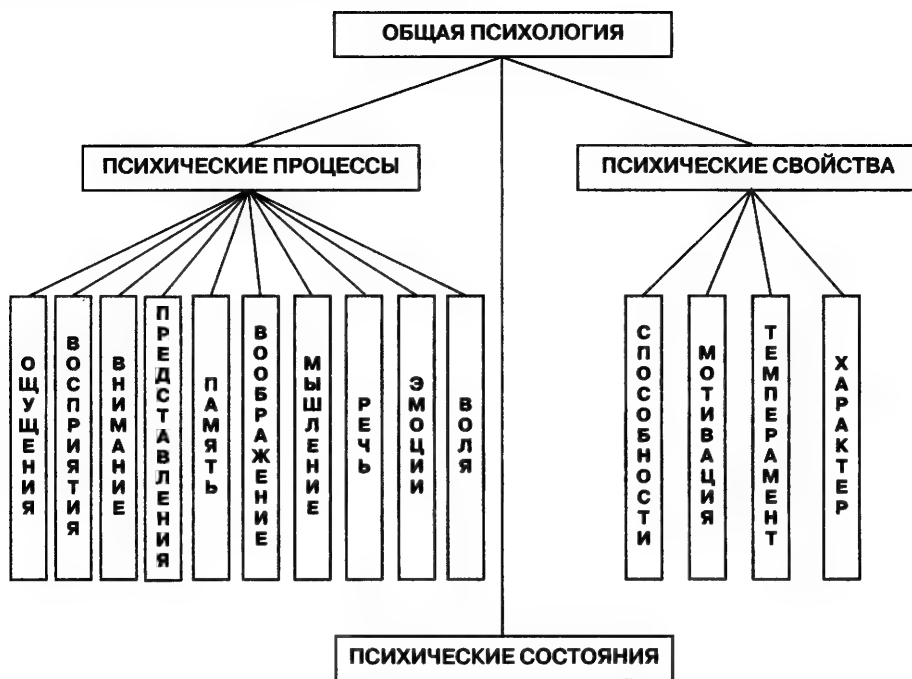 ОБЩАЯ ПСИХОЛОГИЯ
ПСИХИЧЕСКИЕ ПРОЦЕССЫ
ПСИХИЧЕСКИЕ СВОЙСТВА
ОЩУЩЕНИЯ
ВОСПРИЯТИЯ
ВНИМАНИЕ
ПРЕДСТАВЛЕНИЯ
ПАМЯТЬ
ВООБРАЖЕНИЕ
МЫШЛЕНИЕ
РЕЧЬ
ЭМОЦИИ
ВОЛЯ
СПОСОБНОСТИ
МОТИВАЦИЯ
ТЕМПЕРАМЕНТ
ХАРАКТЕР
ПСИХИЧЕСКИЕ СОСТОЯНИЯ